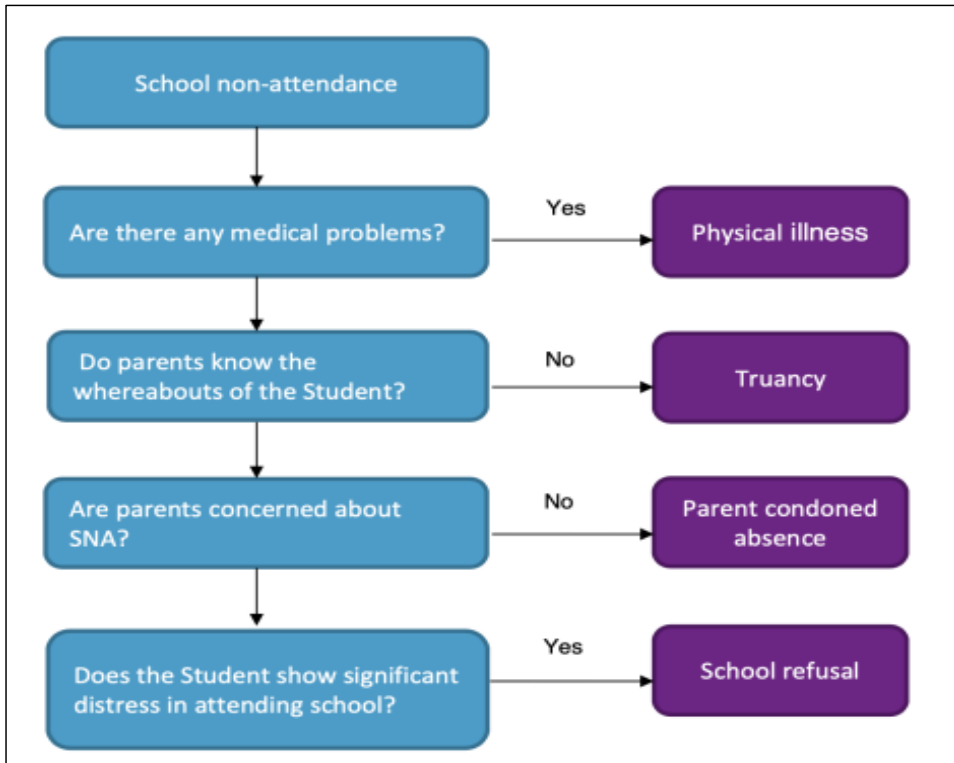 School non-attendance
Are there any medical problems?
Yes
Physical illness
Do parents know the
whereabouts of the Student?
No
Truancy
Are parents concerned about
SNA?
No
Parent condoned
absence
Does the Student show significant
distress in attending school?
Yes
School refusal